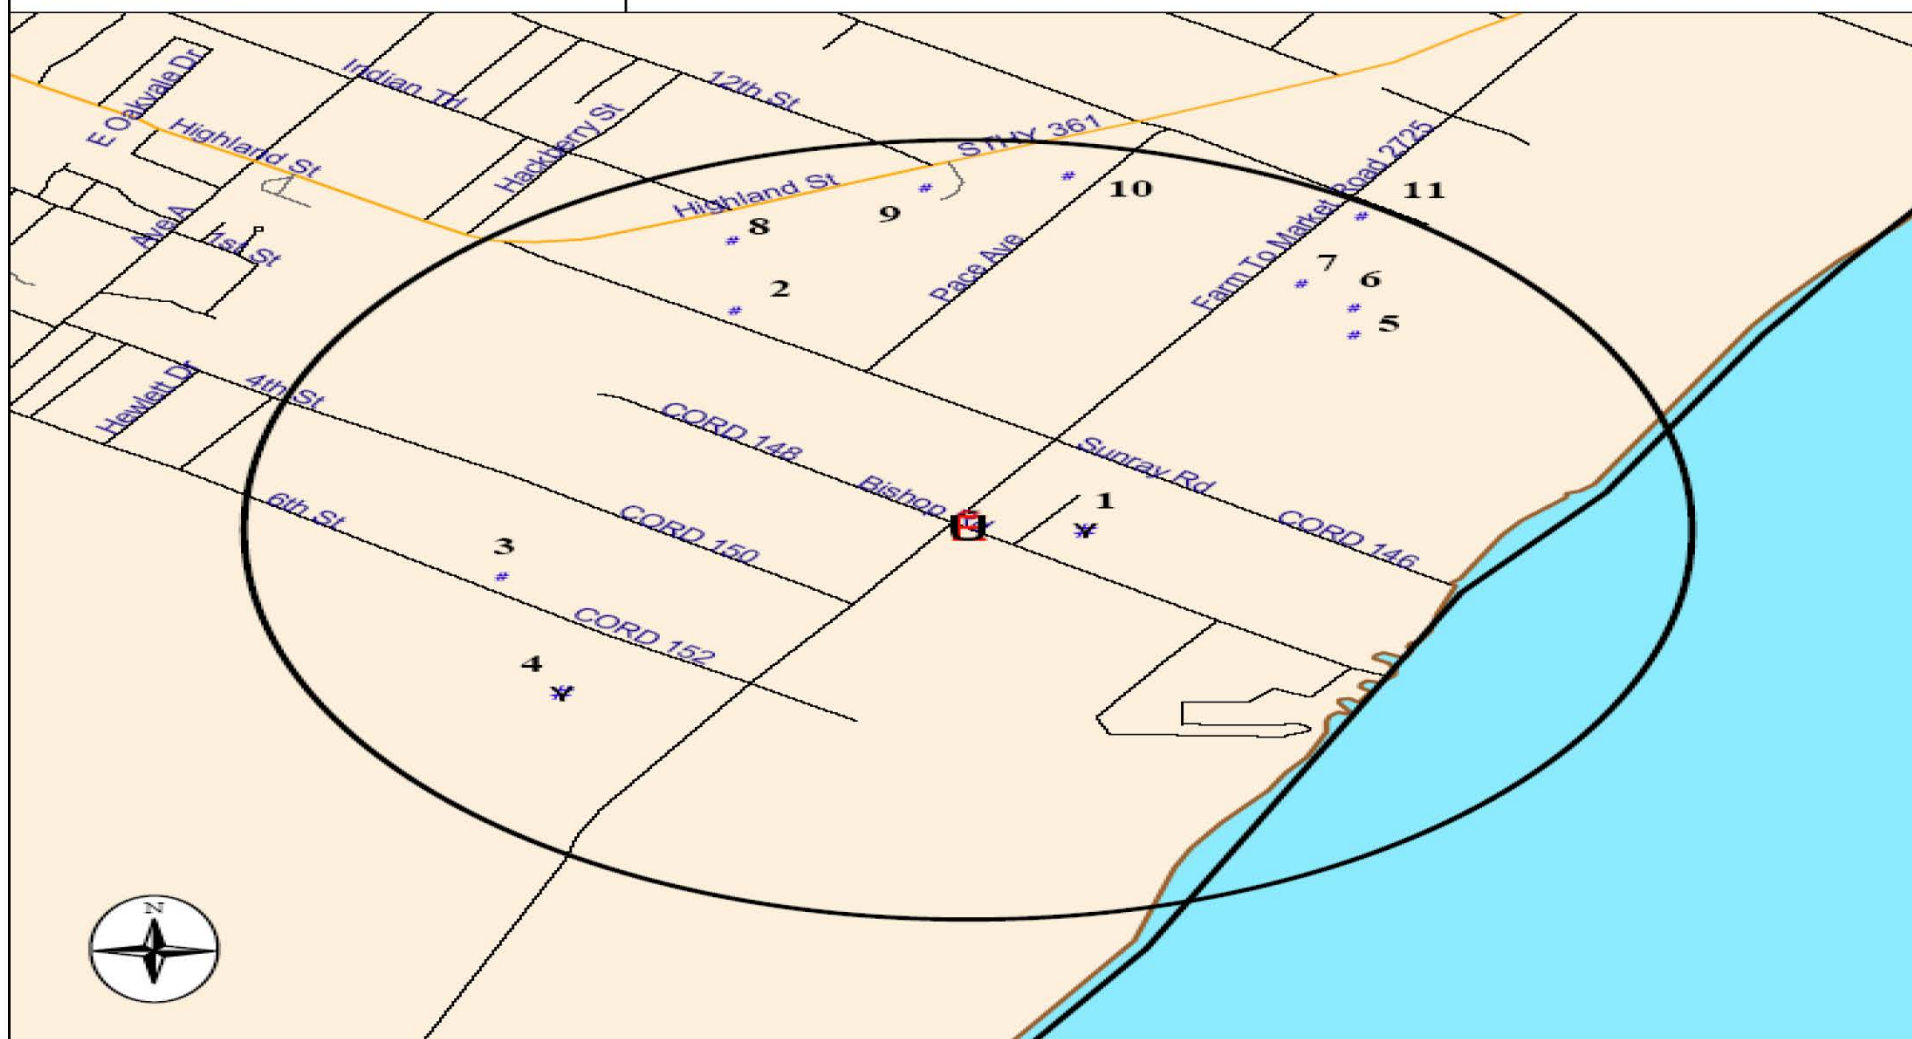 Indian Trl
12th St
E Oakvale Dr
Highland St
Hackberry St
STHY 361
Farm To Market Road 2725
10
11
Highland St
9
8
Ave A
1st St
Pace Ave
7
6
2
5
Hewlett Dr
4th St
CORD 148
Sunray Rd
Bishop
1
6th St
CORD 150
CORD 146
3
CORD 152
4
N